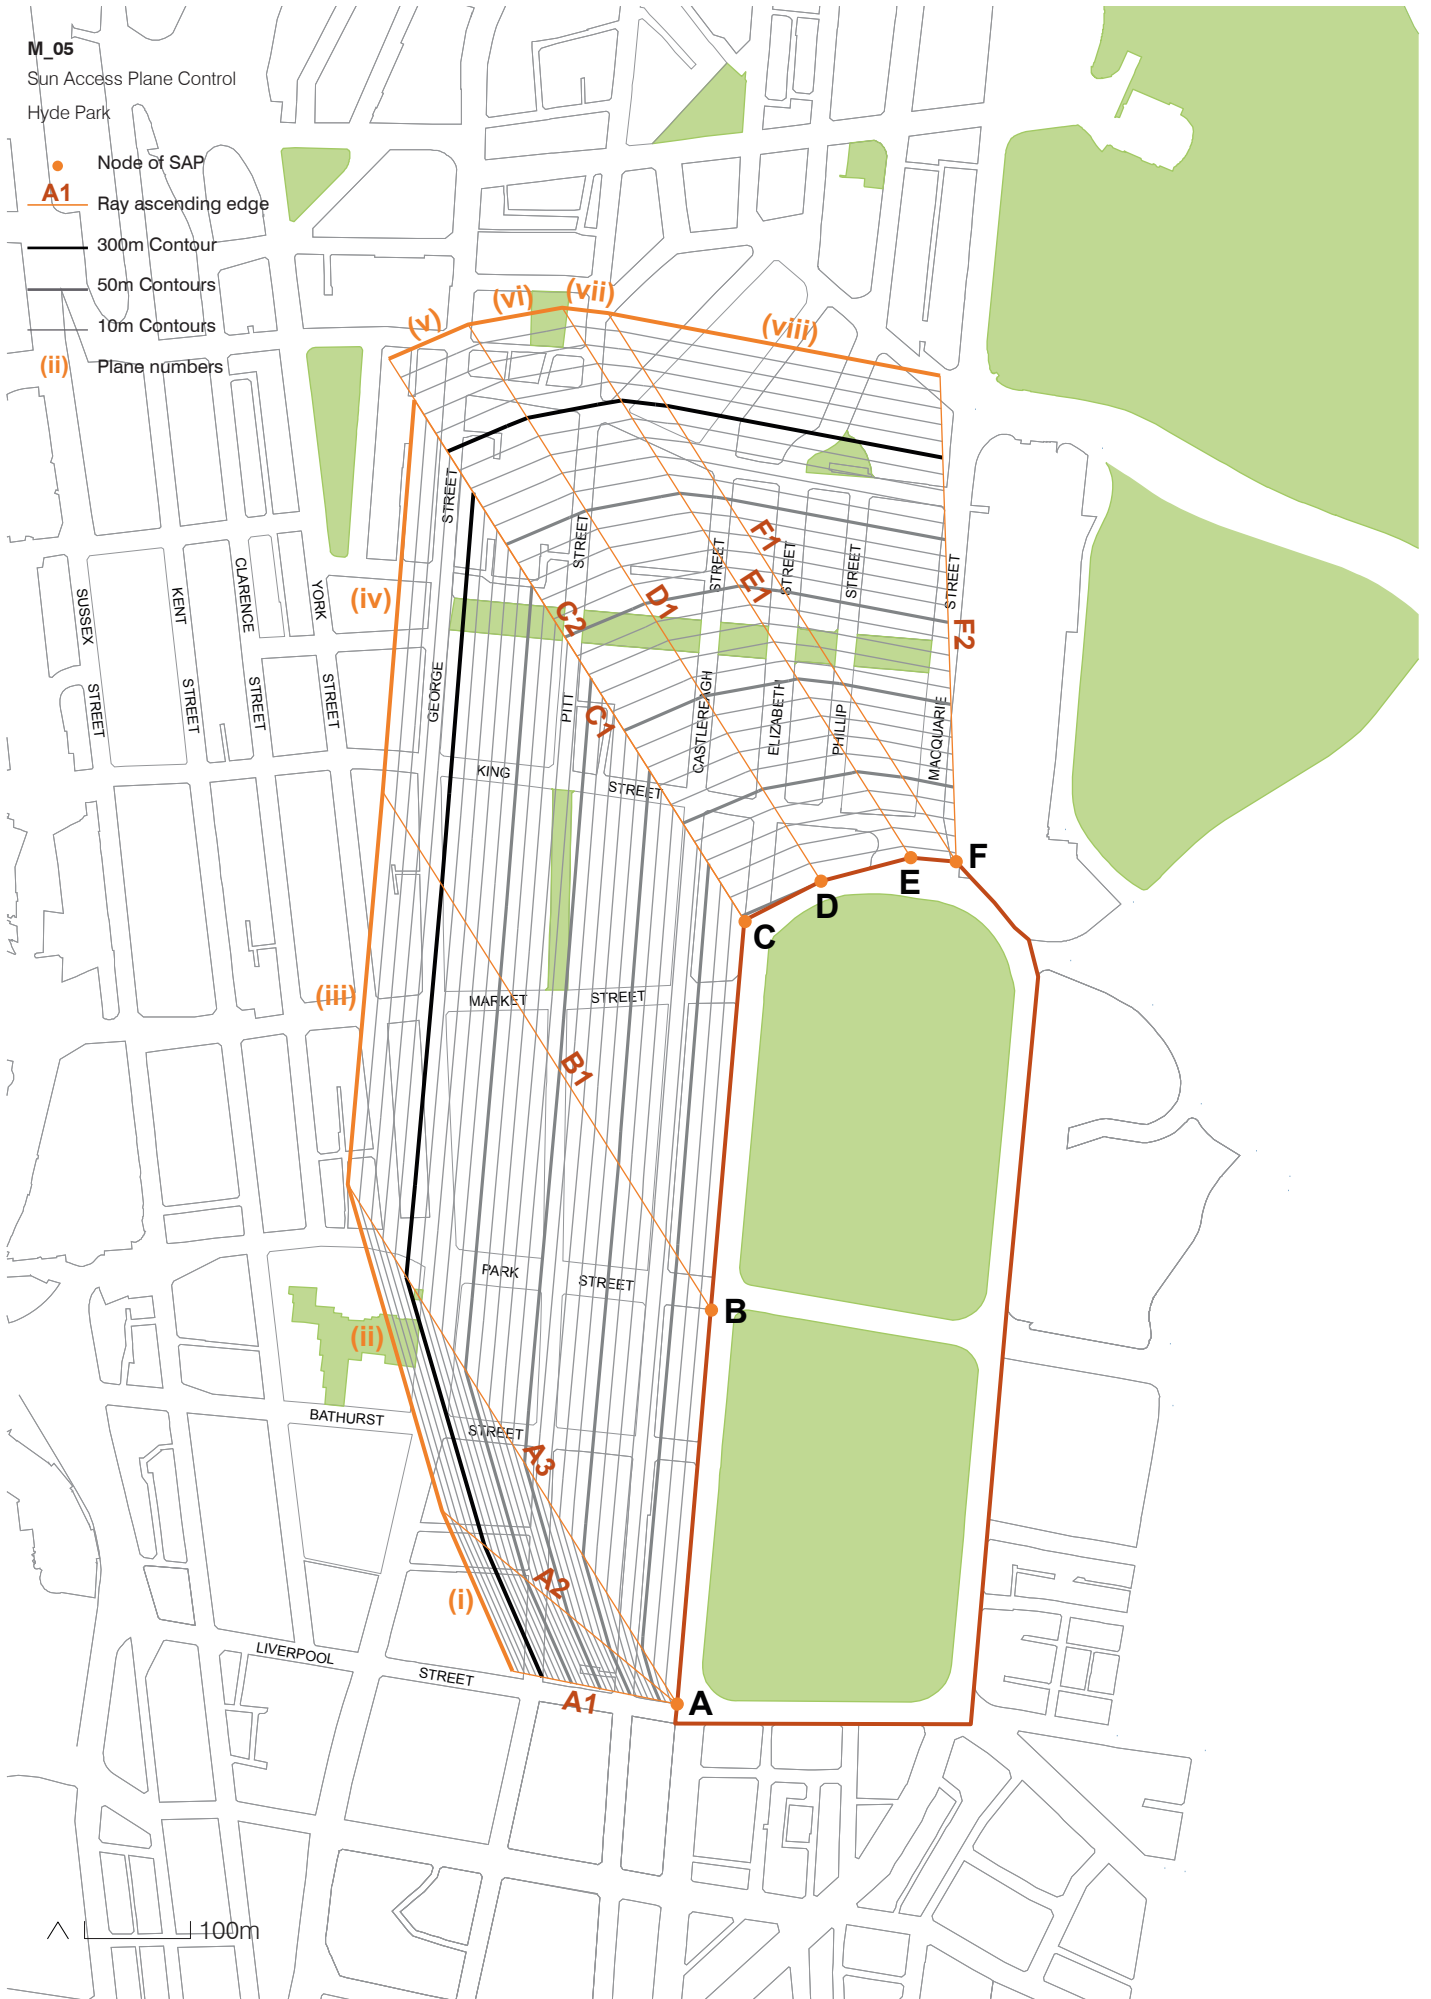 M_05
Sun Access Plane Control
Hyde Park
Node of SAP
A1
Ray ascending edge
300m Contour
50m Contours
10m Contours
(ii)
Plane numbers
(v)
(vi)
(vii)
(viii)
STREET
STREET
STREET
STREET
STREET
STREET
F1
E1
D1
C2
F2
(iv)
SUSSEX
KENT
CLARENCE
YORK
STREET
STREET
STREET
STREET
GEORGE
PITT
C1
CASTLEREAGH
ELIZABETH
PHILLIP
MACQUARIE
KING
STREET
F
E
D
C
(iii)
MARKET
STREET
B1
PARK
STREET
B
(ii)
BATHURST
STREET
A3
A2
(i)
LIVERPOOL
STREET
A1
A
100m